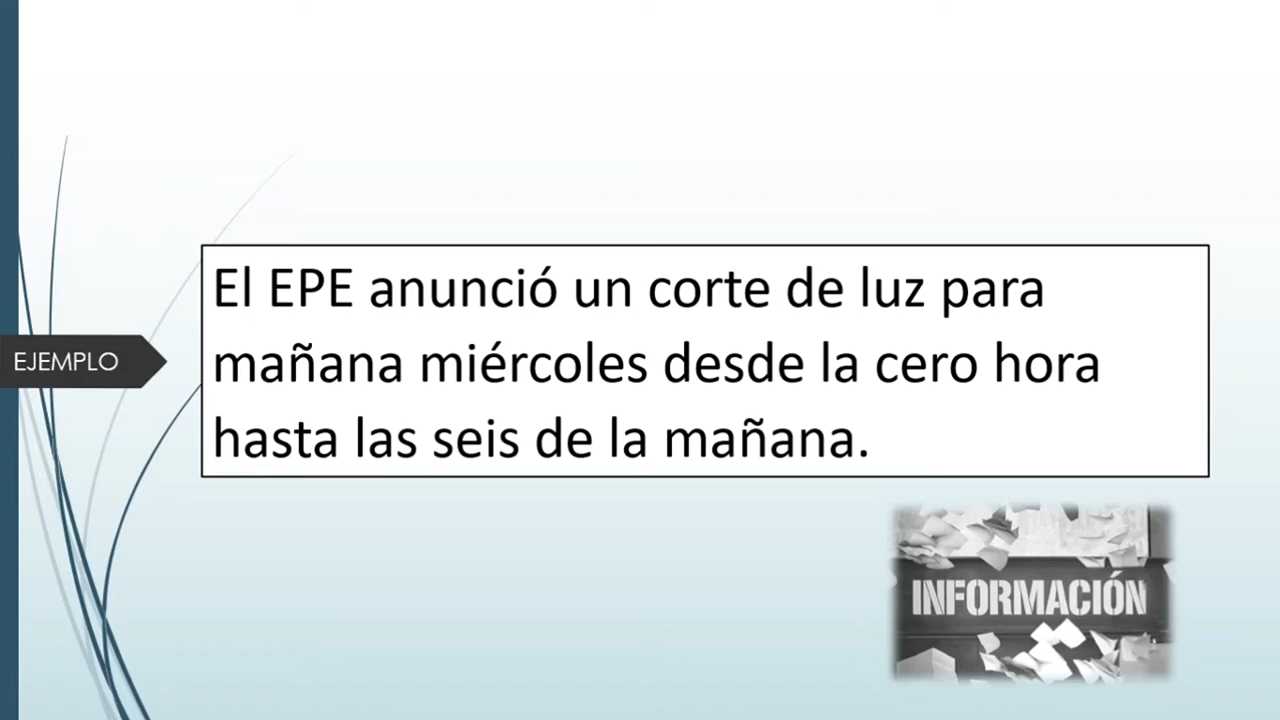 El EPE anunció un corte de luz para
mañana miércoles desde la cero hora
hasta las seis de la mañana.
EJEMPLO
INFORMACIÓN